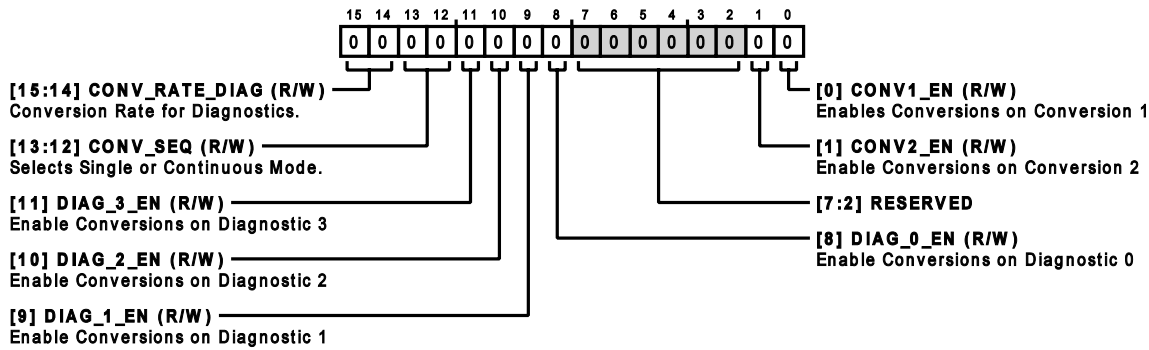 15 14 13 12 11 10 9 8 7 6 5 4 3 2 1 0
0 0 0 0 0 0 0 0 0 0 0 0 0 0 0 0
[15:14] CONV_RATE_DIAG (R/W)
Conversion Rate for Diagnostics.
[13:12] CONV_SEQ (R/W)
Selects Single or Continuous Mode.
[11] DIAG_3_EN (R/W)
Enable Conversions on Diagnostic 3
[10] DIAG_2_EN (R/W)
Enable Conversions on Diagnostic 2
[9] DIAG_1_EN (R/W)
Enable Conversions on Diagnostic 1
[0] CONV1_EN (R/W)
Enables Conversions on Conversion 1
[1] CONV2_EN (R/W)
Enable Conversions on Conversion 2
[7:2] RESERVED
[8] DIAG_0_EN (R/W)
Enable Conversions on Diagnostic 0